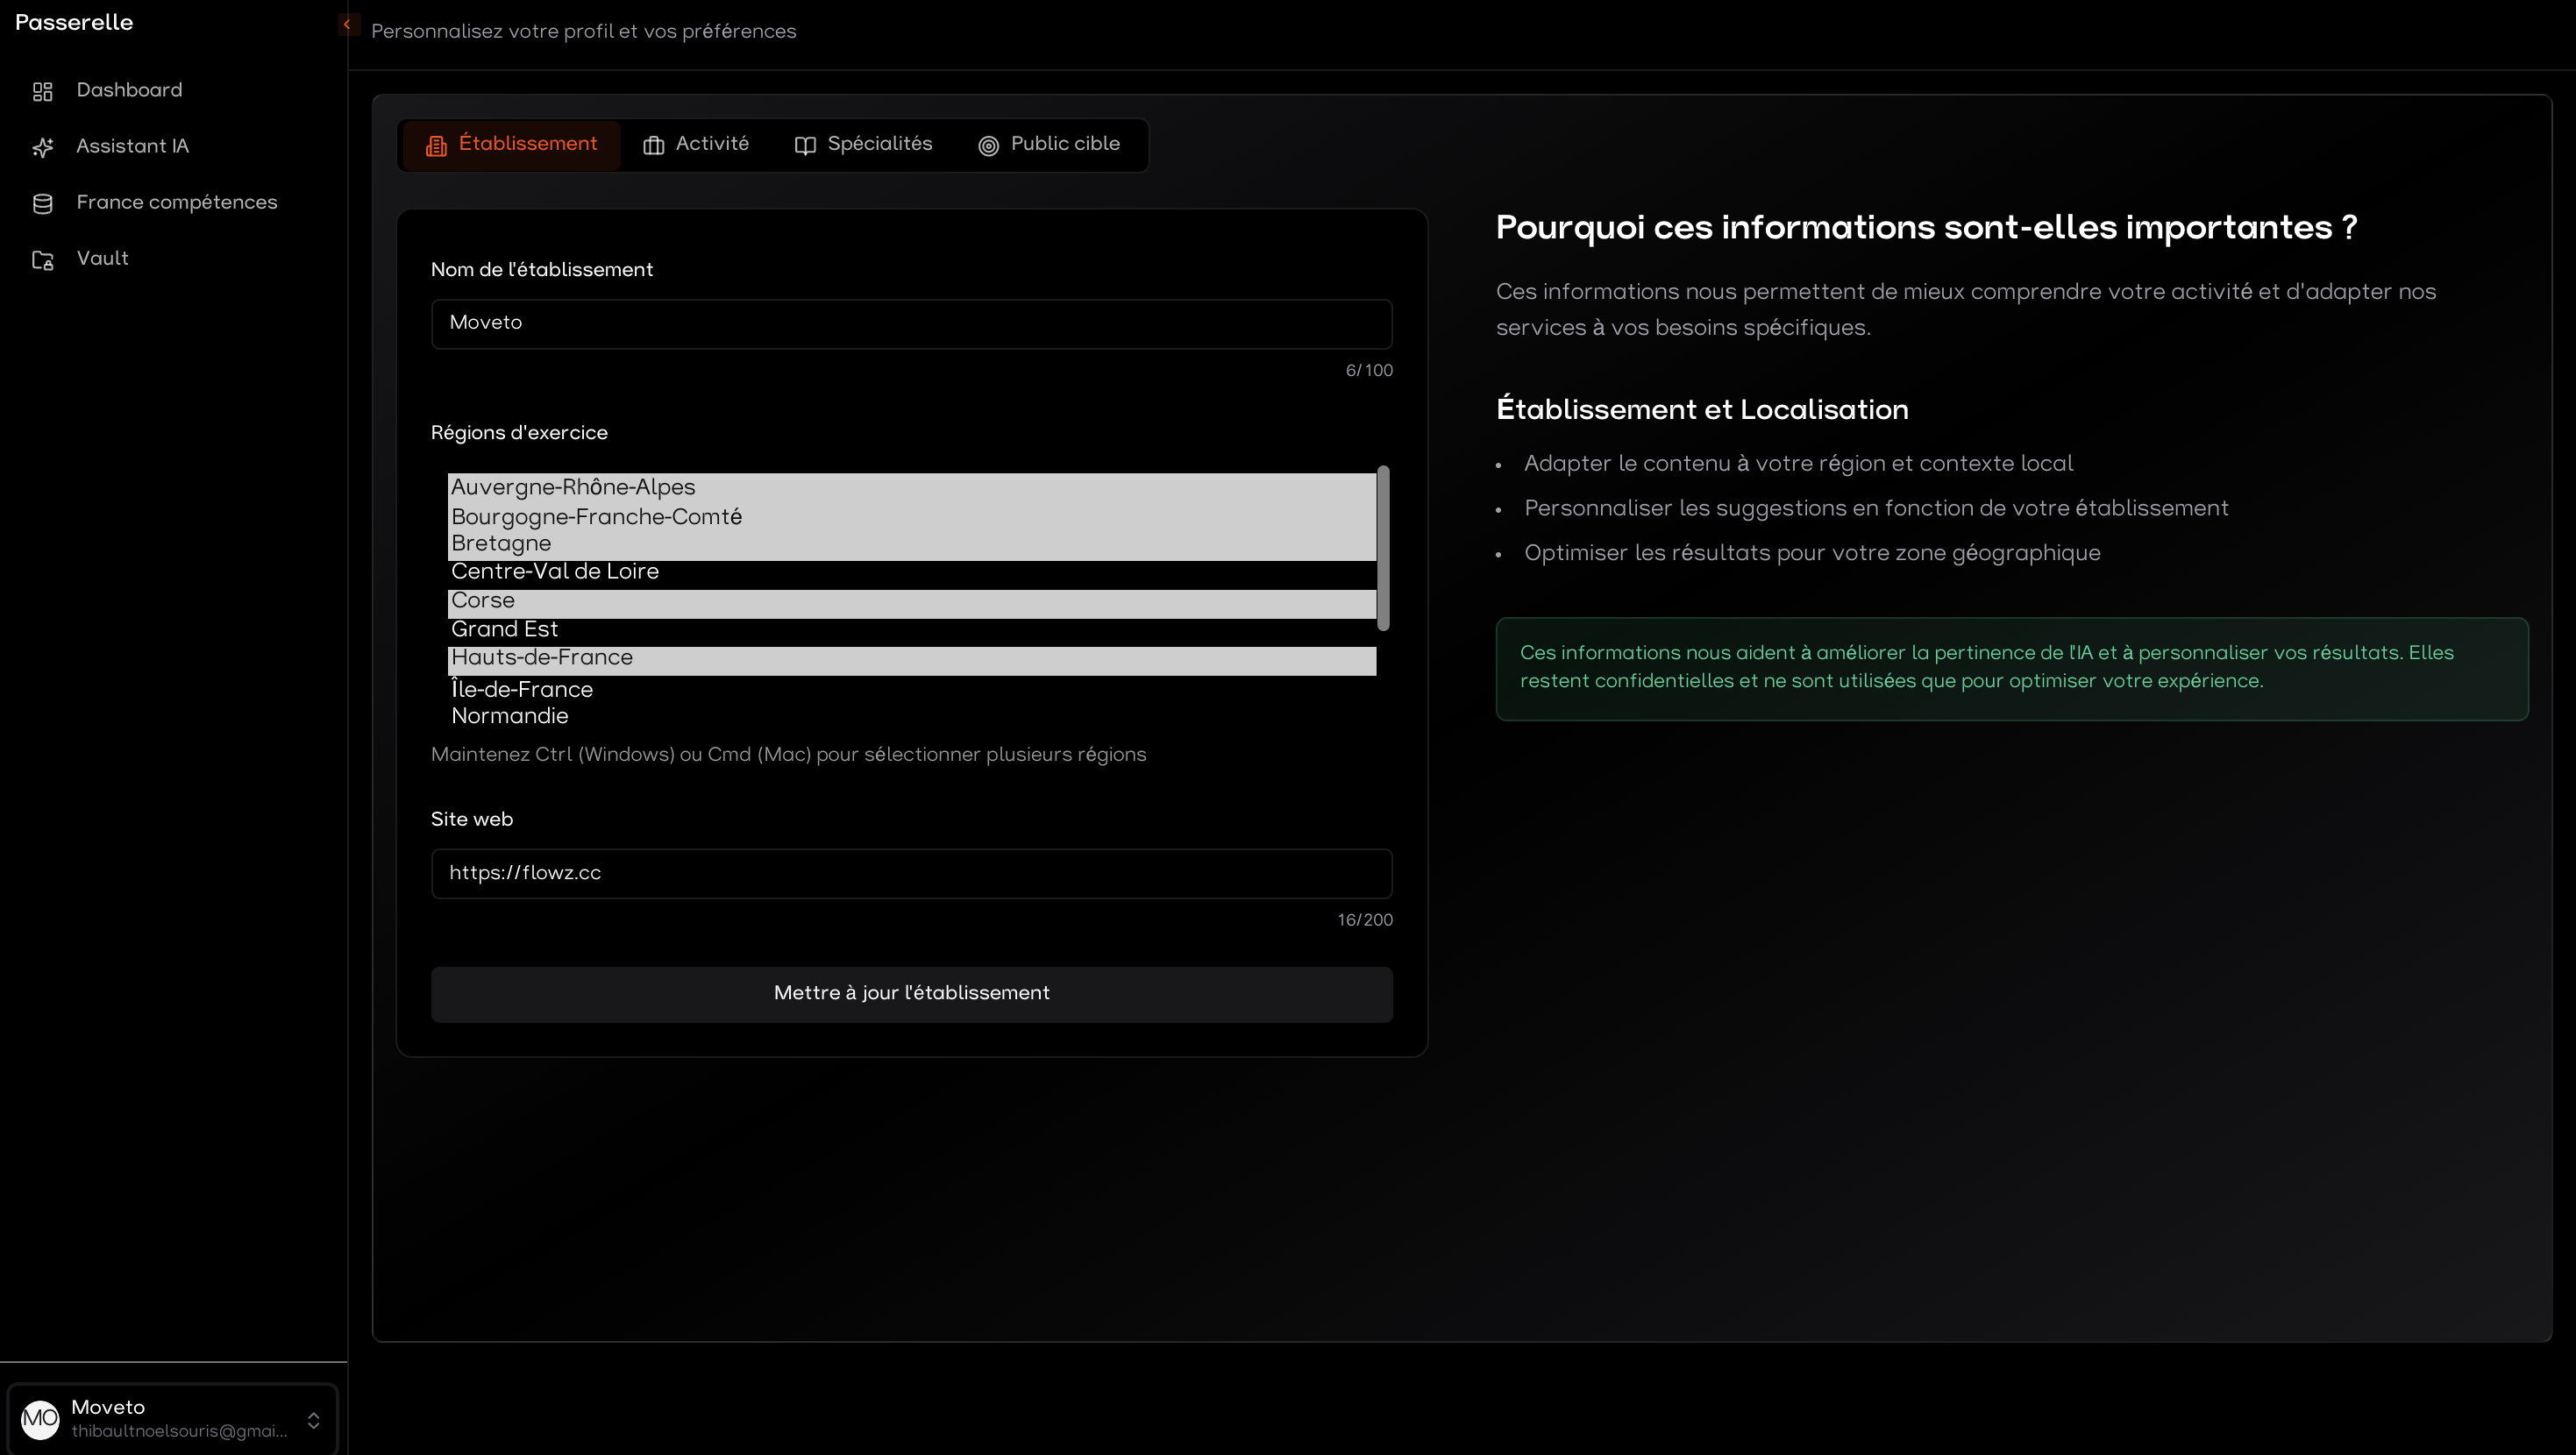 Passerelle
Dashboard
Assistant IA
France compétences
Vault
Moveto
MO
thibaultnoelsouris@gmai...
Personnalisez votre profil et vos préférences
Établissement
Activité
Spécialités
Public cible
Nom de l'établissement
Moveto
6/100
Régions d'exercice
Auvergne-Rhône-Alpes
Bourgogne-Franche-Comté
Bretagne
Centre-Val de Loire
Corse
Grand Est
Hauts-de-France
Île-de-France
Normandie
Maintenez Ctrl (Windows) ou Cmd (Mac) pour sélectionner plusieurs régions
Site web
https://flowz.cc
16/200
Mettre à jour l'établissement
Pourquoi ces informations sont-elles importantes ?
Ces informations nous permettent de mieux comprendre votre activité et d'adapter nos
services à vos besoins spécifiques.
Établissement et Localisation
• Adapter le contenu à votre région et contexte local
• Personnaliser les suggestions en fonction de votre établissement
• Optimiser les résultats pour votre zone géographique
Ces informations nous aident à améliorer la pertinence de l'IA et à personnaliser vos résultats. Elles
restent confidentielles et ne sont utilisées que pour optimiser votre expérience.